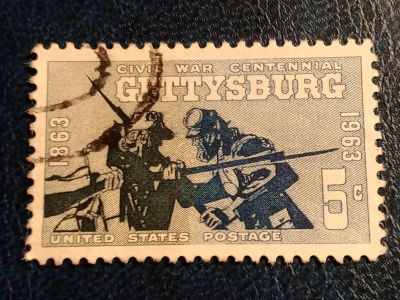 CIVIL WAR CENTENNIAL
GETTYSBURG
1863
1963
5c
UNITED STATES POSTAGE